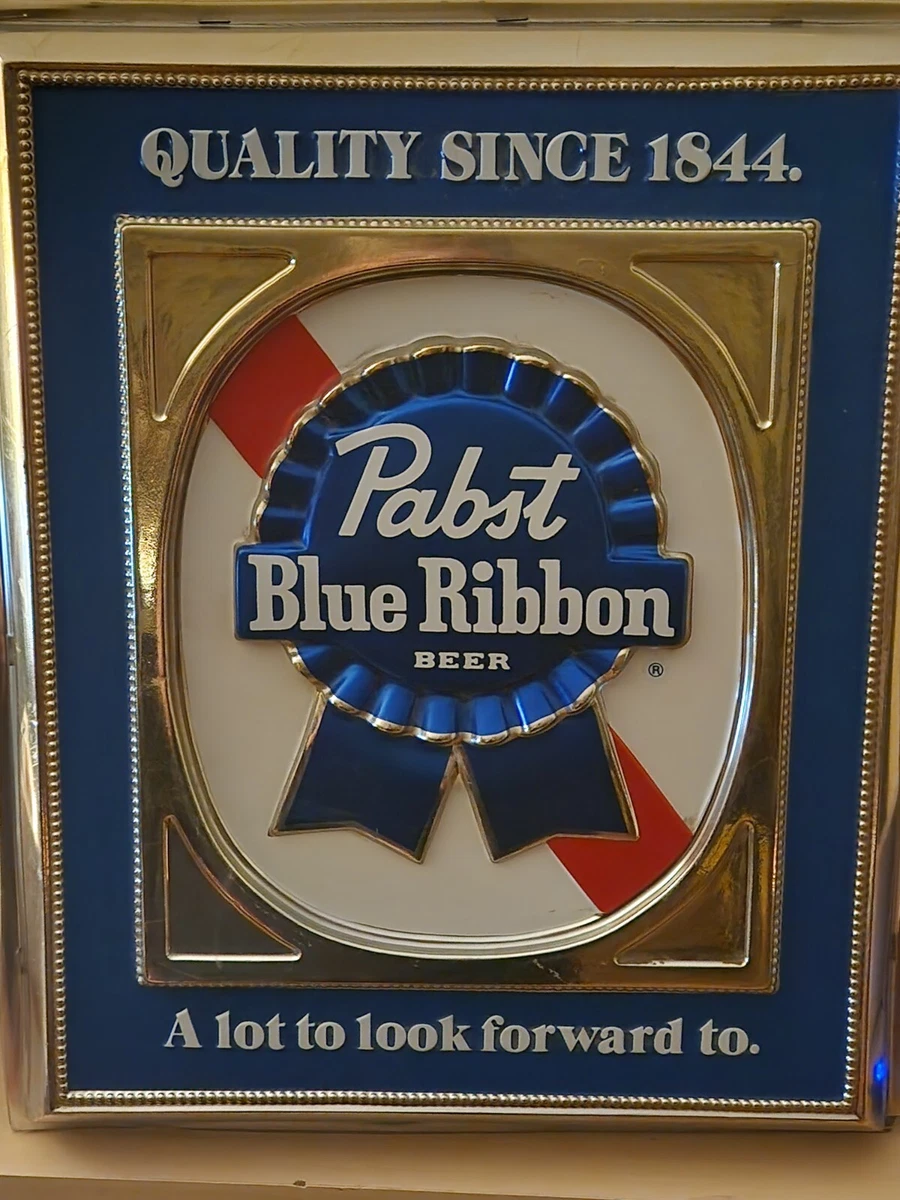 QUALITY SINCE 1844.
Pabst
Blue Ribbon
BEER
®
A lot to look forward to.